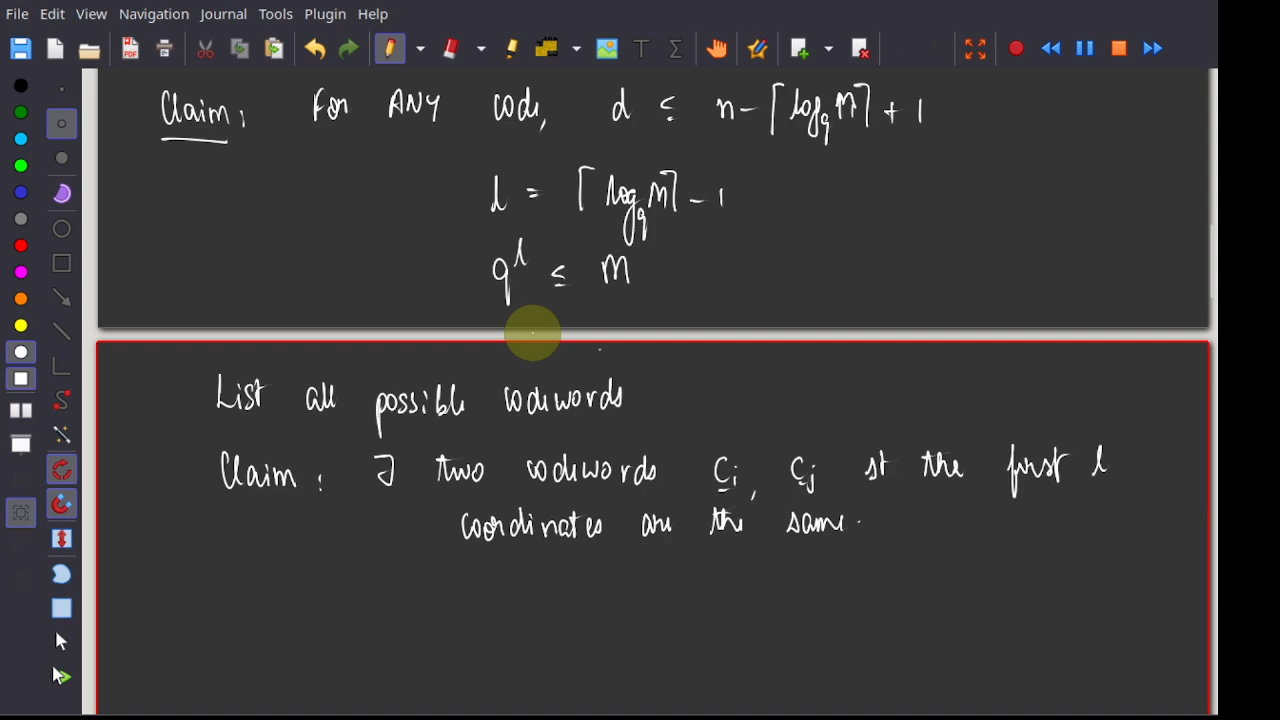 File Edit View Navigation Journal Tools Plugin Help
Claim: For ANY code, d ≤ n - ⌈log_q M⌉ + 1
l = ⌈log_q M⌉ - 1
q^l ≤ M
List all possible codewords
Claim: ∃ two codewords c_i, c_j st the first l
coordinates are the same.